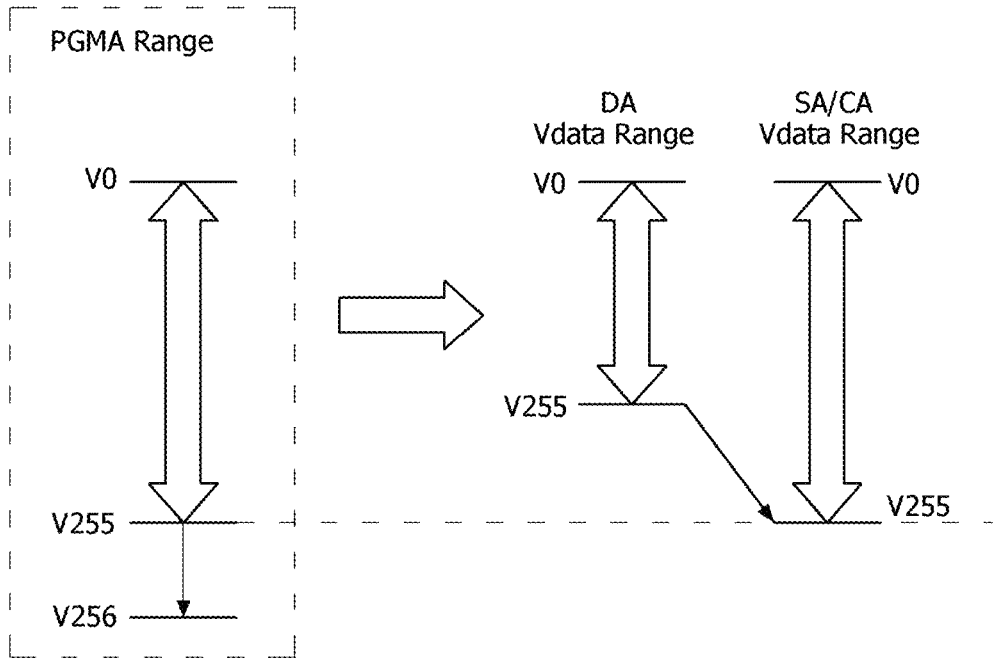 PGMA Range
V0
V255
V256
DA
Vdata Range
V0
V255
SA/CA
Vdata Range
V0
V255